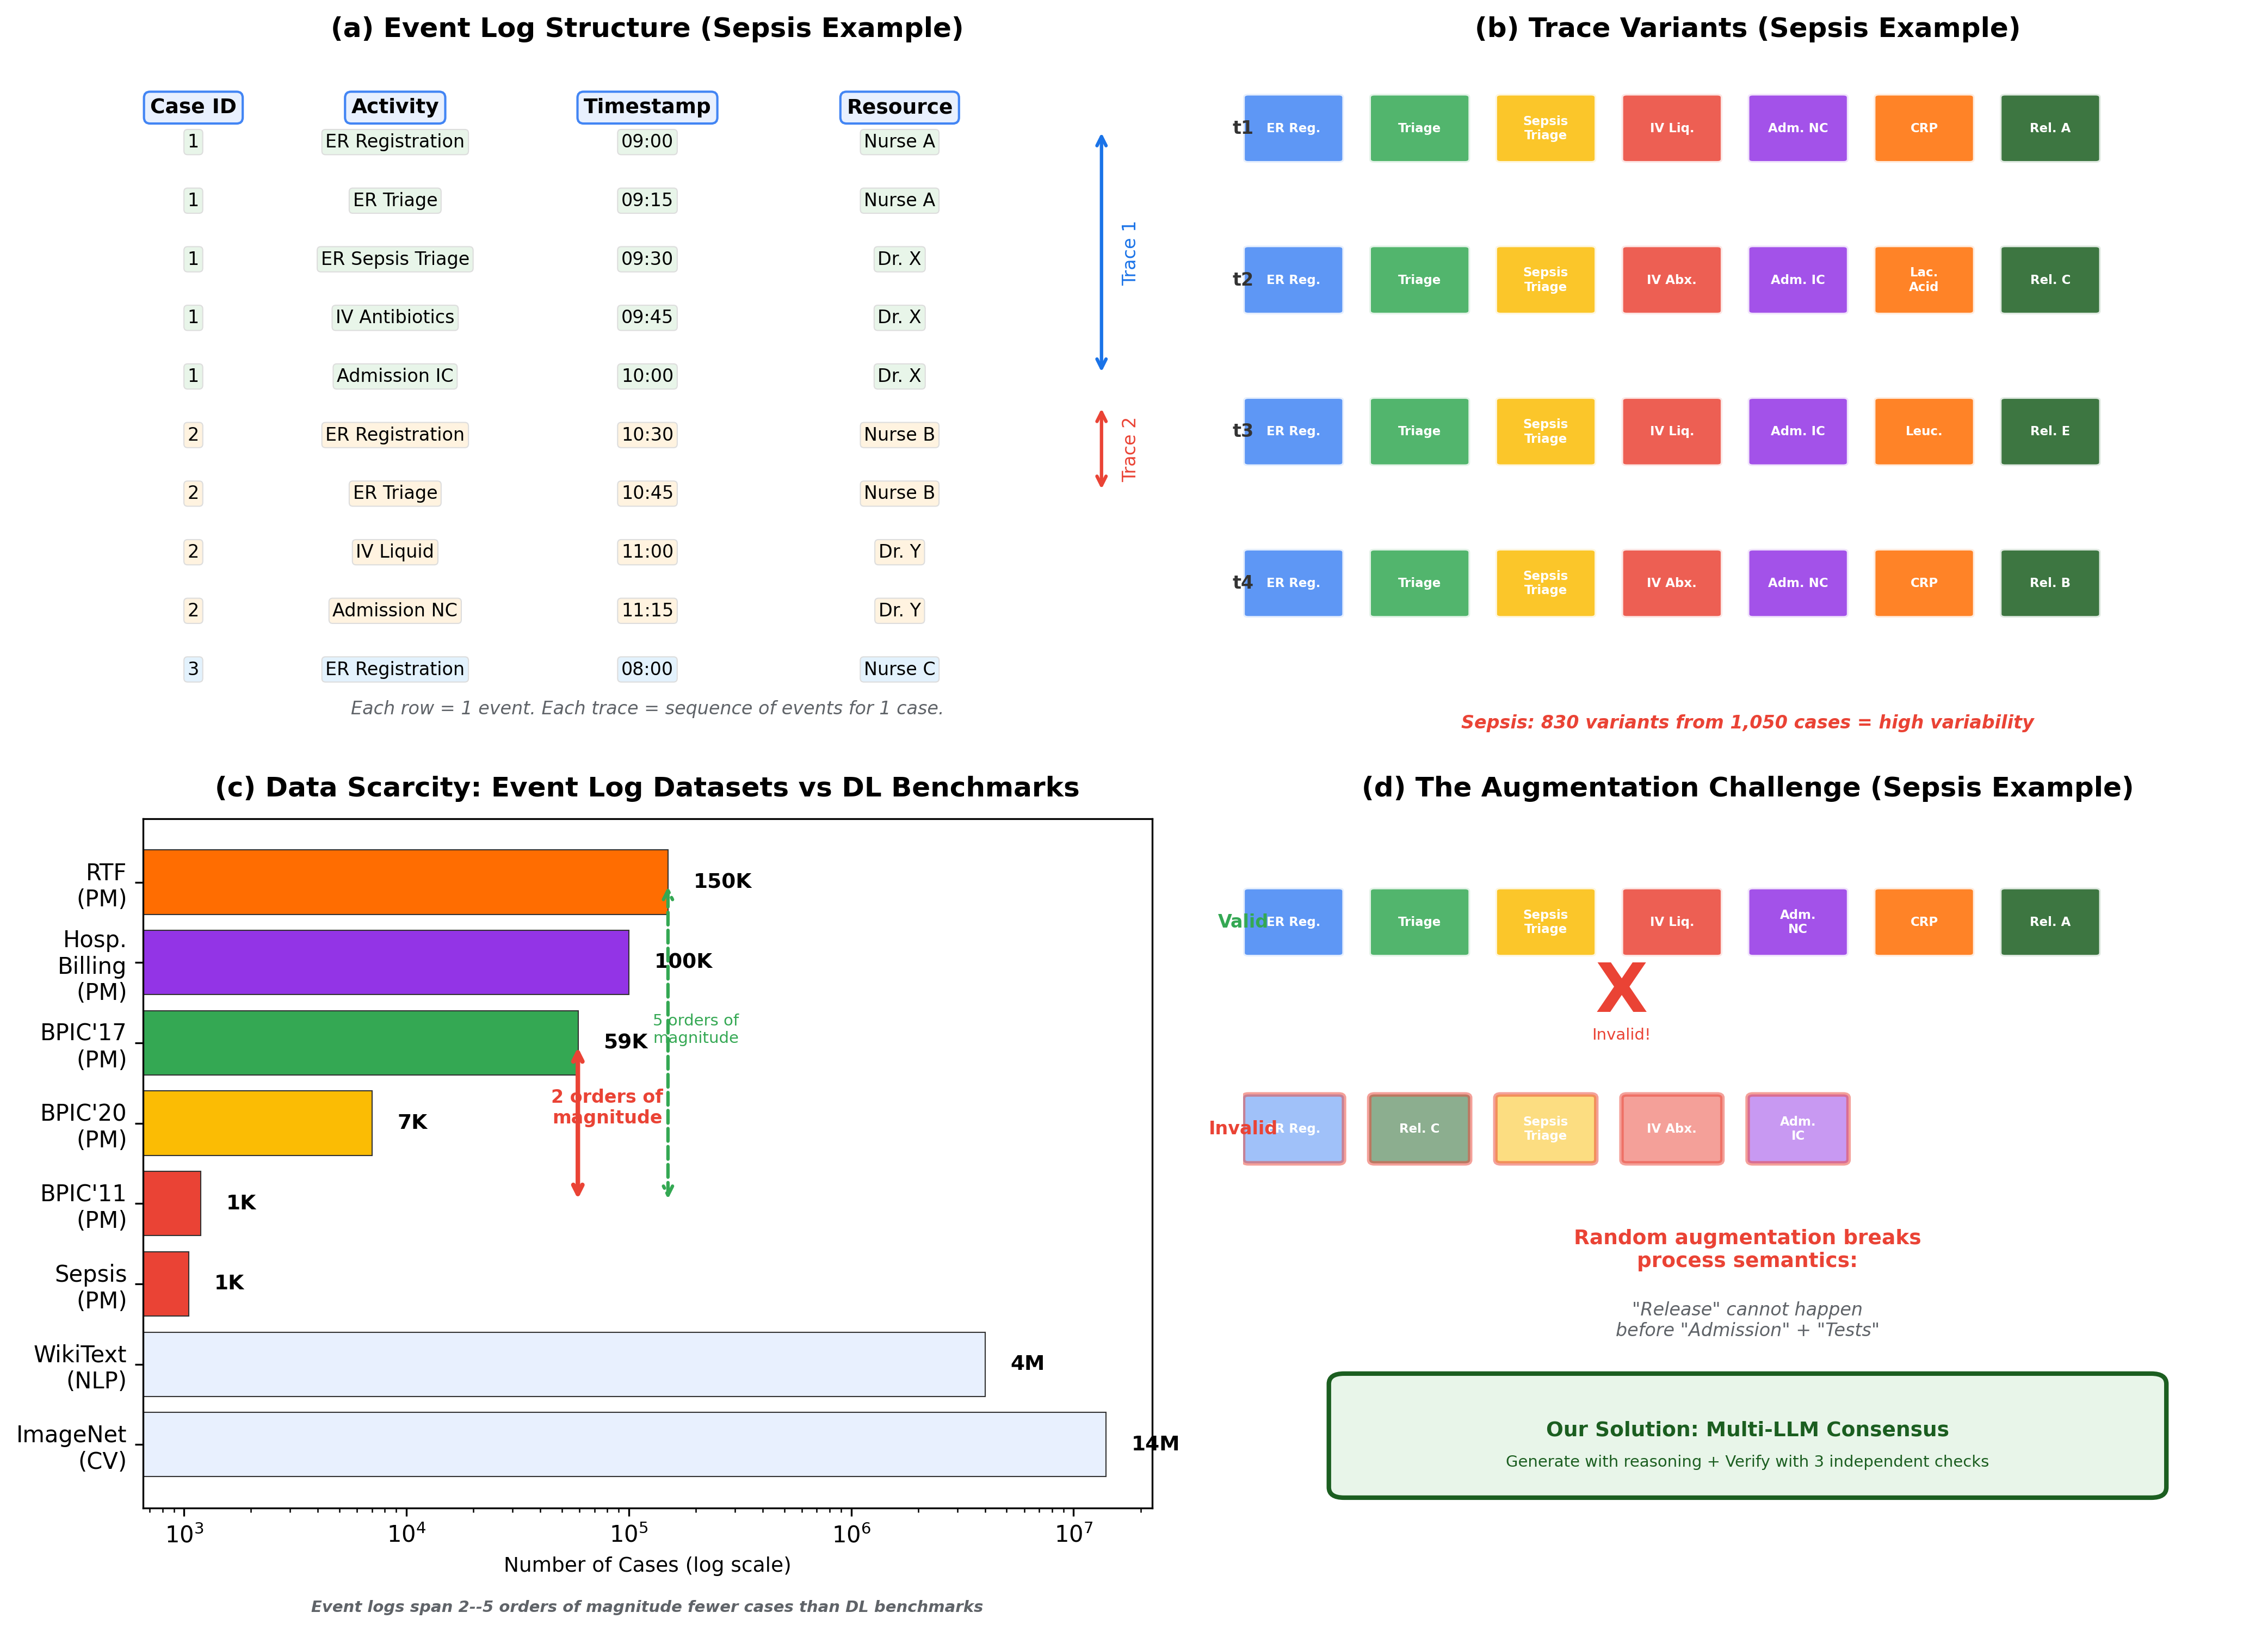 (a) Event Log Structure (Sepsis Example)
Case ID Activity Timestamp Resource
1 ER Registration 09:00 Nurse A
1 ER Triage 09:15 Nurse A
1 ER Sepsis Triage 09:30 Dr. X
1 IV Antibiotics 09:45 Dr. X
1 Admission IC 10:00 Dr. X
2 ER Registration 10:30 Nurse B
2 ER Triage 10:45 Nurse B
2 IV Liquid 11:00 Dr. Y
2 Admission NC 11:15 Dr. Y
3 ER Registration 08:00 Nurse C
Trace 1
Trace 2
Each row = 1 event. Each trace = sequence of events for 1 case.
(b) Trace Variants (Sepsis Example)
t1 ER Reg. Triage Sepsis Triage IV Liq. Adm. NC CRP Rel. A
t2 ER Reg. Triage Sepsis Triage IV Abx. Adm. IC Lac. Acid Rel. C
t3 ER Reg. Triage Sepsis Triage IV Liq. Adm. IC Leuc. Rel. E
t4 ER Reg. Triage Sepsis Triage IV Abx. Adm. NC CRP Rel. B
Sepsis: 830 variants from 1,050 cases = high variability
(c) Data Scarcity: Event Log Datasets vs DL Benchmarks
RTF
(PM)
150K
Hosp.
Billing
(PM)
100K
BPIC'17
(PM)
59K
5 orders of
magnitude
BPIC'20
(PM)
7K
2 orders of
magnitude
BPIC'11
(PM)
1K
Sepsis
(PM)
1K
WikiText
(NLP)
4M
ImageNet
(CV)
14M
10³ 10⁴ 10⁵ 10⁶ 10⁷
Number of Cases (log scale)
Event logs span 2--5 orders of magnitude fewer cases than DL benchmarks
(d) The Augmentation Challenge (Sepsis Example)
Valid ER Reg. Triage Sepsis Triage IV Liq. Adm. NC CRP Rel. A
X
Invalid!
Invalid ER Reg. Rel. C Sepsis Triage IV Abx. Adm. IC
Random augmentation breaks
process semantics:
"Release" cannot happen
before "Admission" + "Tests"
Our Solution: Multi-LLM Consensus
Generate with reasoning + Verify with 3 independent checks